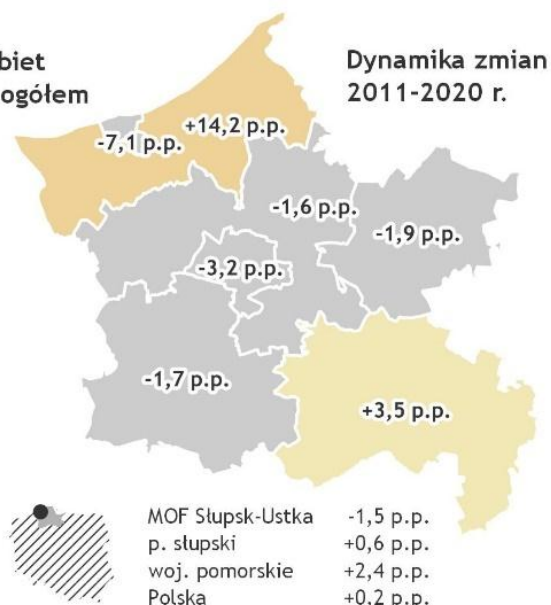 biet
ogółem
Dynamika zmian
2011-2020 r.
+14,2 p.p.
-7,1 p.p.
-1,6 p.p.
-1,9 p.p.
-3,2 p.p.
-1,7 p.p.
+3,5 p.p.
MOF Słupsk-Ustka -1,5 p.p.
p. słupski +0,6 p.p.
woj. pomorskie +2,4 p.p.
Polska +0,2 p.p.